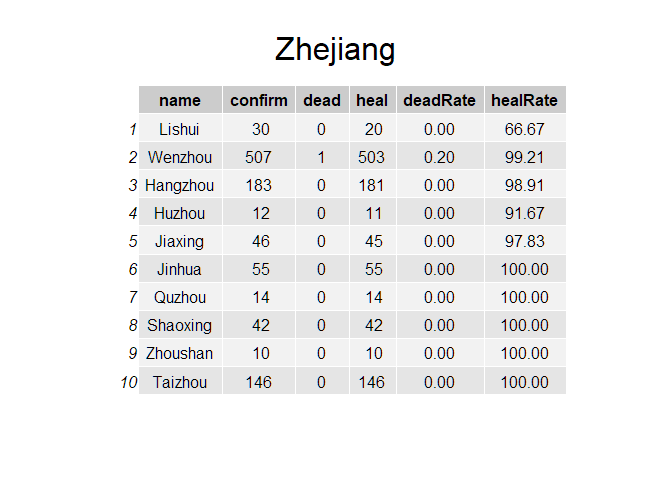 Zhejiang
name confirm dead heal deadRate healRate
1 Lishui 30 0 20 0.00 66.67
2 Wenzhou 507 1 503 0.20 99.21
3 Hangzhou 183 0 181 0.00 98.91
4 Huzhou 12 0 11 0.00 91.67
5 Jiaxing 46 0 45 0.00 97.83
6 Jinhua 55 0 55 0.00 100.00
7 Quzhou 14 0 14 0.00 100.00
8 Shaoxing 42 0 42 0.00 100.00
9 Zhoushan 10 0 10 0.00 100.00
10 Taizhou 146 0 146 0.00 100.00